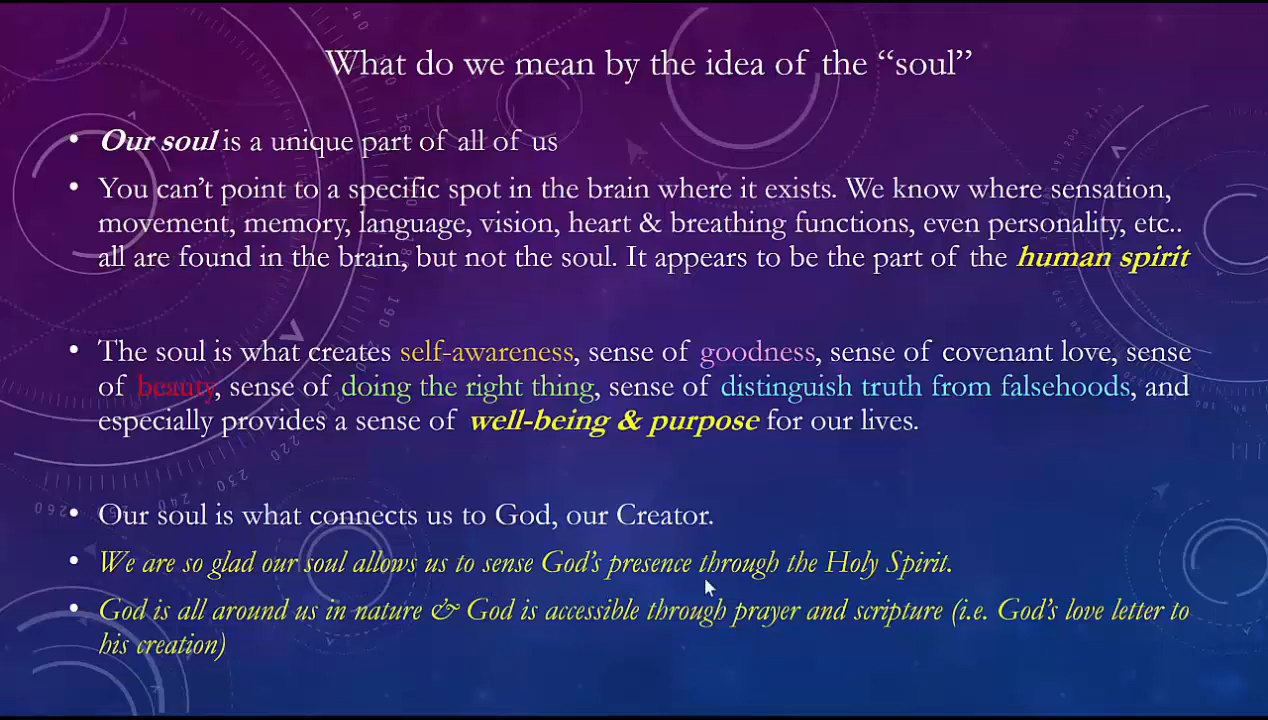 What do we mean by the idea of the “soul”
• Our soul is a unique part of all of us
• You can’t point to a specific spot in the brain where it exists. We know where sensation,
movement, memory, language, vision, heart & breathing functions, even personality, etc..
all are found in the brain, but not the soul. It appears to be the part of the human spirit
• The soul is what creates self-awareness, sense of goodness, sense of covenant love, sense
of beauty, sense of doing the right thing, sense of distinguish truth from falsehoods, and
especially provides a sense of well-being & purpose for our lives.
• Our soul is what connects us to God, our Creator.
• We are so glad our soul allows us to sense God’s presence through the Holy Spirit.
• God is all around us in nature & God is accessible through prayer and scripture (i.e. God’s love letter to
his creation)
190
210
220
230
240
260